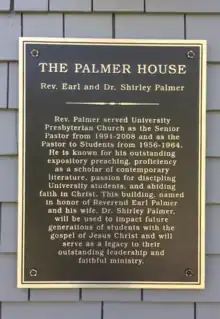 THE PALMER HOUSE
Rev. Earl and Dr. Shirley Palmer
Rev. Palmer served University
Presbyterian Church as the Senior
Pastor from 1991-2008 and as the
Pastor to Students from 1956-1964.
He is known for his outstanding
expository preaching, proficiency
as a scholar of contemporary
literature, passion for discipling
University students, and abiding
faith in Christ. This building, named
in honor of Reverend Earl Palmer
and his wife, Dr. Shirley Palmer,
will be used to impact future
generations of students with the
gospel of Jesus Christ and will
serve as a legacy to their
outstanding leadership and
faithful ministry.